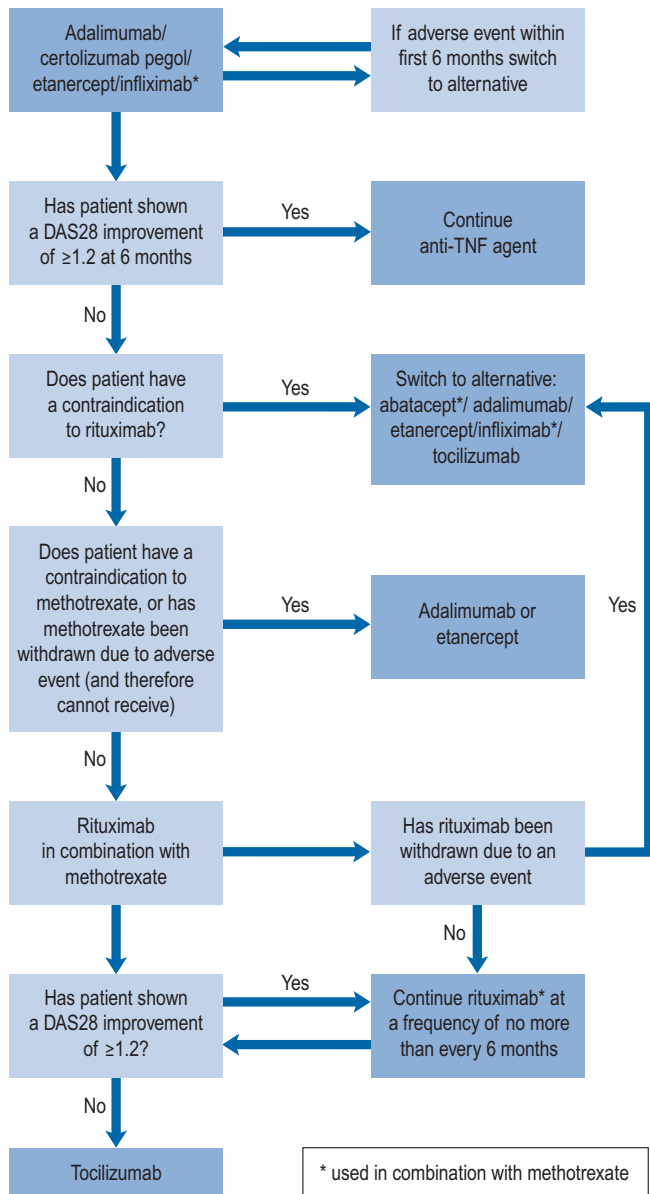 Adalimumab/
certolizumab pegol/
etanercept/infliximab*
If adverse event within
first 6 months switch
to alternative
Has patient shown
a DAS28 improvement
of ≥1.2 at 6 months
Yes
Continue
anti-TNF agent
No
Does patient have
a contraindication
to rituximab?
Yes
Switch to alternative:
abatacept*/ adalimumab/
etanercept/infliximab*/
tocilizumab
No
Does patient have a
contraindication to
methotrexate, or has
methotrexate been
withdrawn due to adverse
event (and therefore
cannot receive)
Yes
Adalimumab or
etanercept
Yes
No
Rituximab
in combination with
methotrexate
Has rituximab been
withdrawn due to an
adverse event
No
Has patient shown
a DAS28 improvement
of ≥1.2?
Yes
Continue rituximab* at
a frequency of no more
than every 6 months
No
Tocilizumab
* used in combination with methotrexate